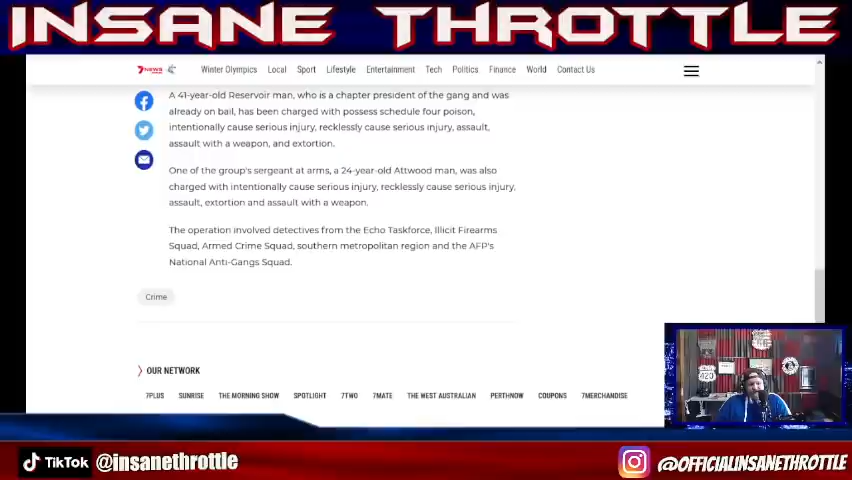 INSANE THROTTLE
7NEWS
Winter Olympics Local Sport Lifestyle Entertainment Tech Politics Finance World Contact Us
A 41-year-old Reservoir man, who is a chapter president of the gang and was
already on bail, has been charged with possess schedule four poison,
intentionally cause serious injury, recklessly cause serious injury, assault,
assault with a weapon, and extortion.
One of the group's sergeant at arms, a 24-year-old Attwood man, was also
charged with intentionally cause serious injury, recklessly cause serious injury,
assault, extortion and assault with a weapon.
The operation involved detectives from the Echo Taskforce, Illicit Firearms
Squad, Armed Crime Squad, southern metropolitan region and the AFP's
National Anti-Gangs Squad.
Crime
OUR NETWORK
7PLUS SUNRISE THE MORNING SHOW SPOTLIGHT 7TWO 7MATE THE WEST AUSTRALIAN PERTHNOW COUPONS 7MERCHANDISE
420
TikTok @insanethrottle
@OFFICIALINSANETHROTTLE